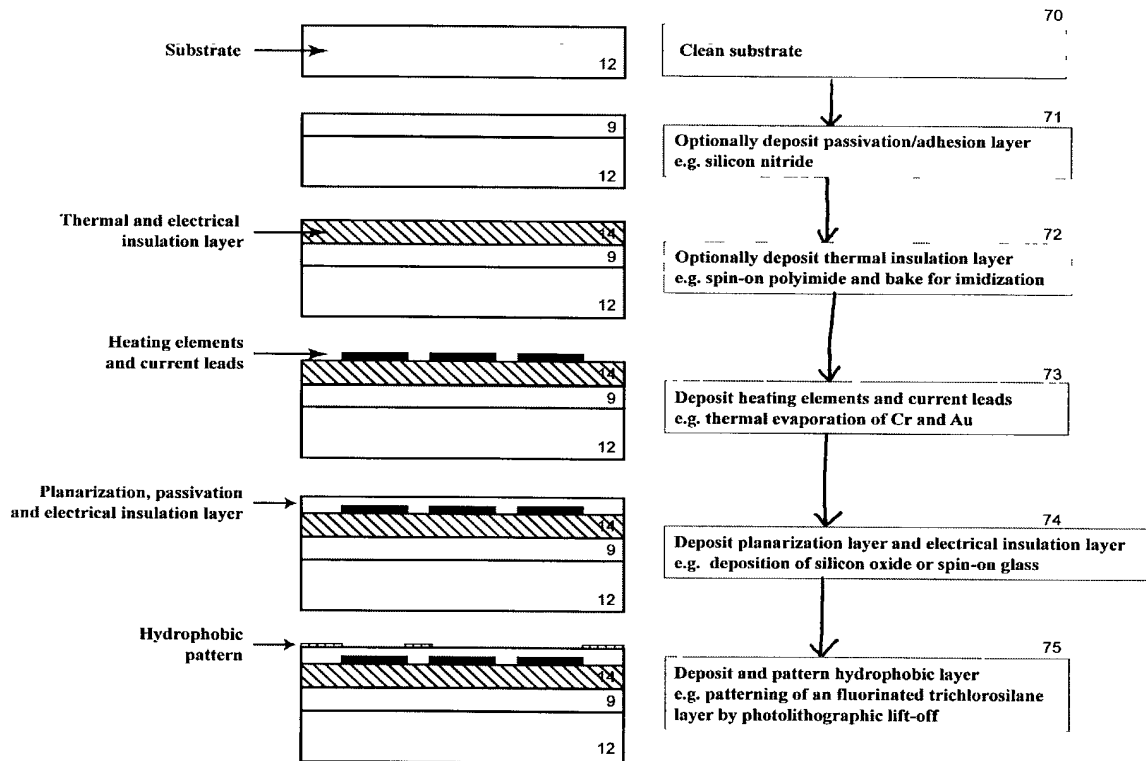 70
Substrate
Clean substrate
12
71
9
Optionally deposit passivation/adhesion layer
e.g. silicon nitride
12
Thermal and electrical
insulation layer
14
72
9
Optionally deposit thermal insulation layer
e.g. spin-on polyimide and bake for imidization
12
Heating elements
and current leads
14
73
9
Deposit heating elements and current leads
e.g. thermal evaporation of Cr and Au
12
Planarization, passivation
and electrical insulation layer
14
74
9
Deposit planarization layer and electrical insulation layer
e.g. deposition of silicon oxide or spin-on glass
12
Hydrophobic
pattern
14
75
9
Deposit and pattern hydrophobic layer
e.g. patterning of an fluorinated trichlorosilane
layer by photolithographic lift-off
12